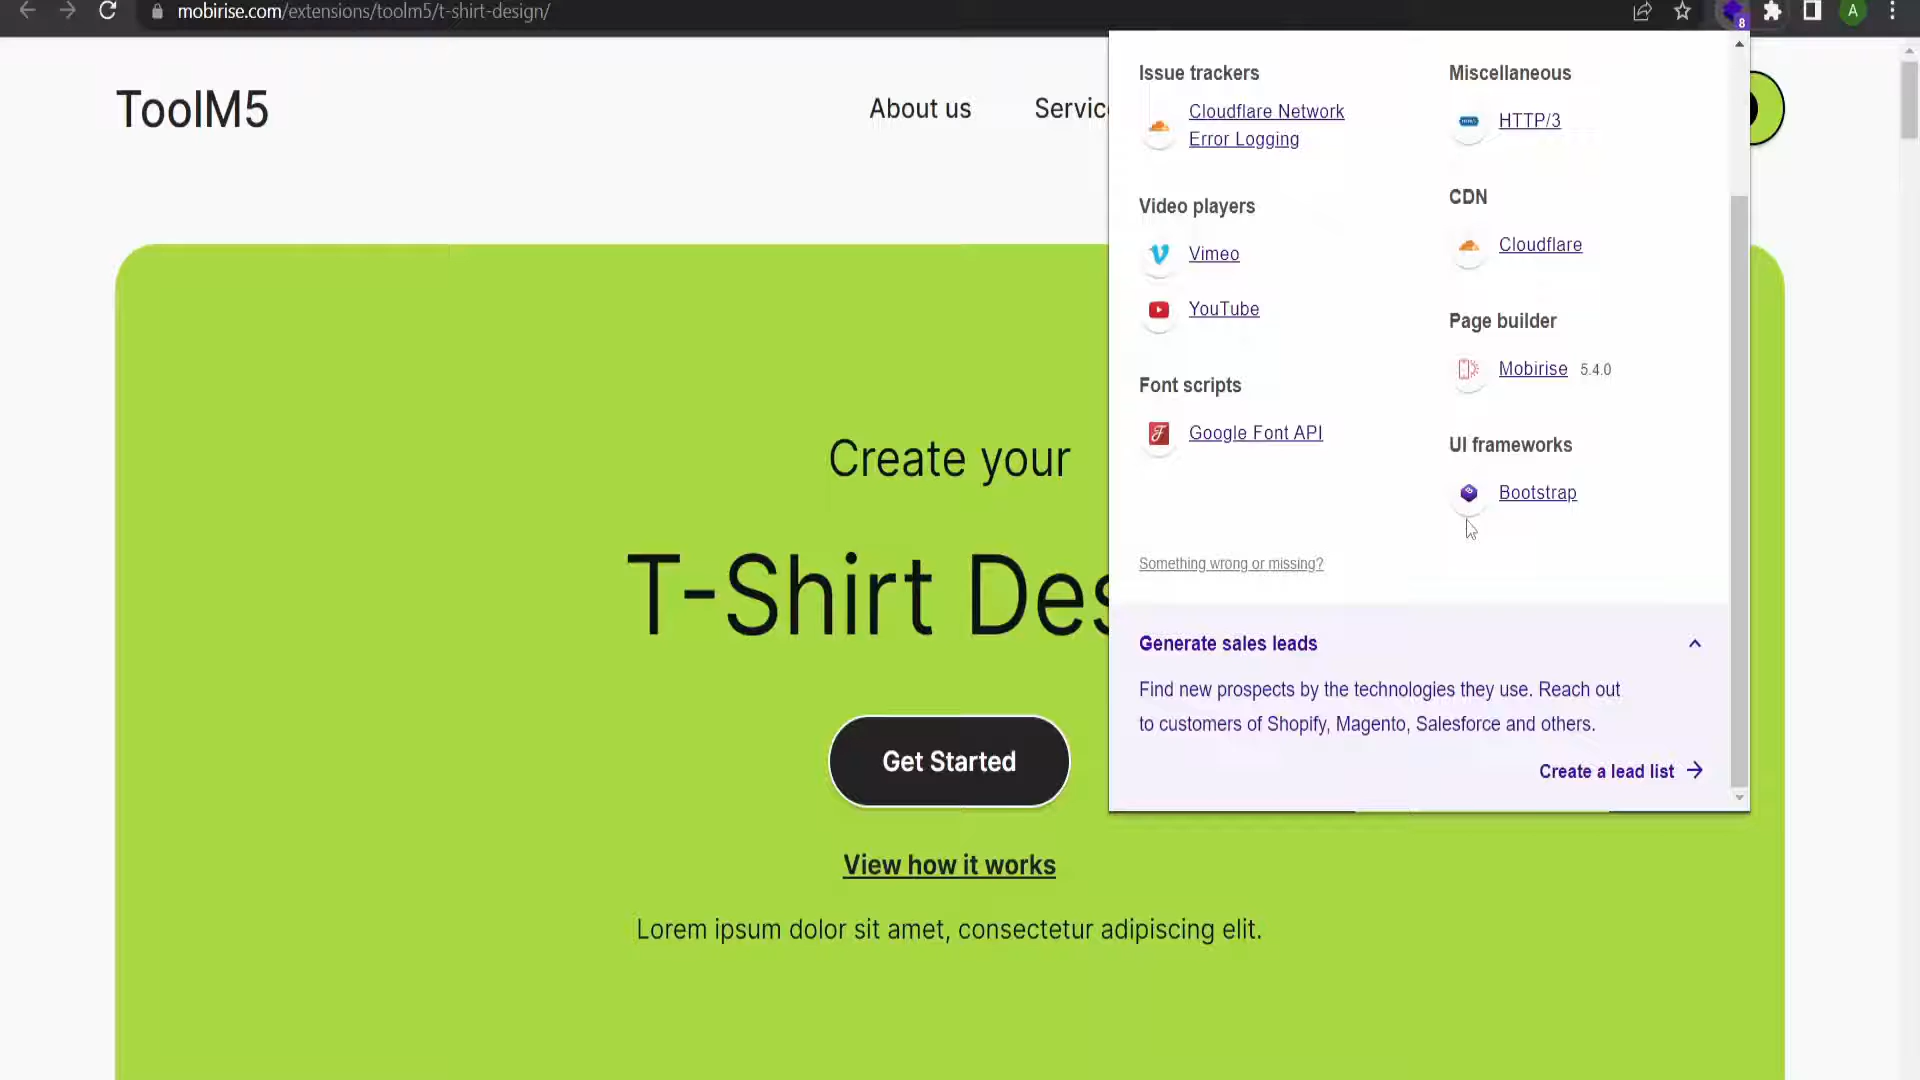 mobirise.com/extensions/toolm5/t-shirt-design/
8
A
ToolM5
About us
Servic
Create your
T-Shirt Des
Get Started
View how it works
Lorem ipsum dolor sit amet, consectetur adipiscing elit.
Issue trackers
Cloudflare Network
Error Logging
Video players
Vimeo
YouTube
Font scripts
Google Font API
Miscellaneous
HTTP/3
CDN
Cloudflare
Page builder
Mobirise 5.4.0
UI frameworks
Bootstrap
Something wrong or missing?
Generate sales leads
Find new prospects by the technologies they use. Reach out
to customers of Shopify, Magento, Salesforce and others.
Create a lead list